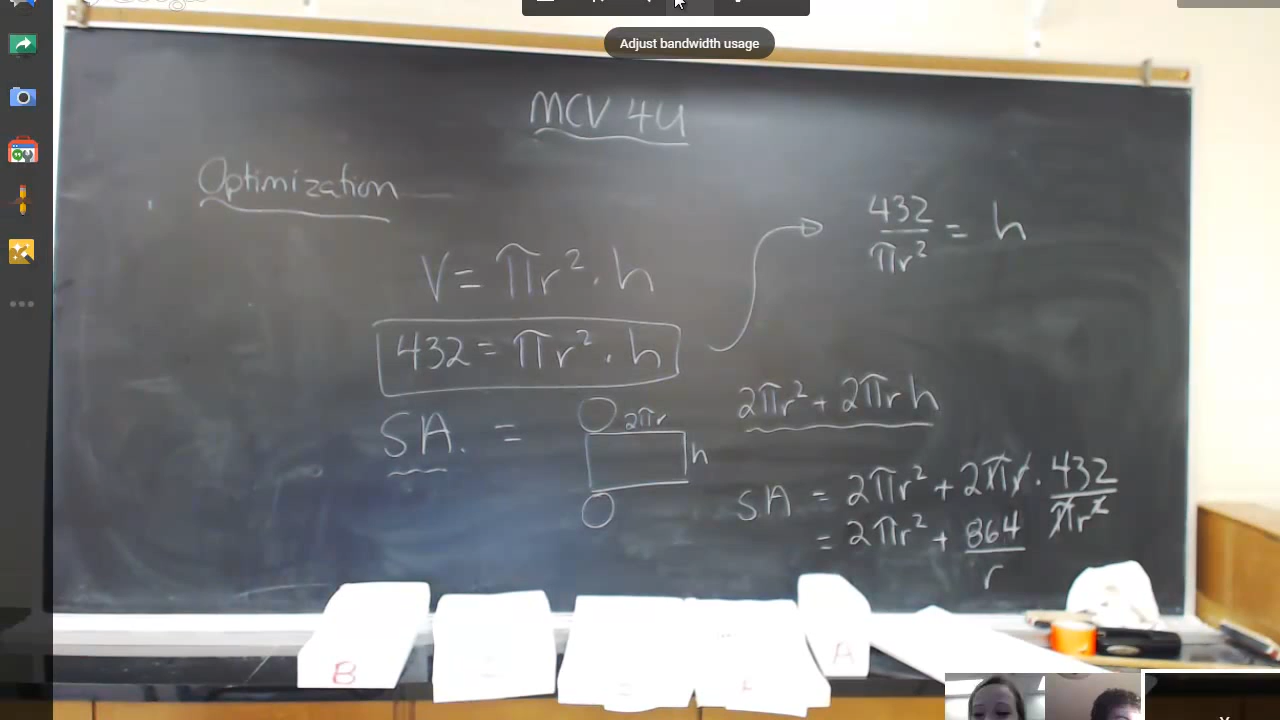 Google
Adjust bandwidth usage
MCV 4U
Optimization
V = πr² · h
432 = πr² · h
432/πr² = h
SA. =
2πr
h
2πr² + 2πrh
SA = 2πr² + 2πr · 432/πr²
= 2πr² + 864/r
B
A